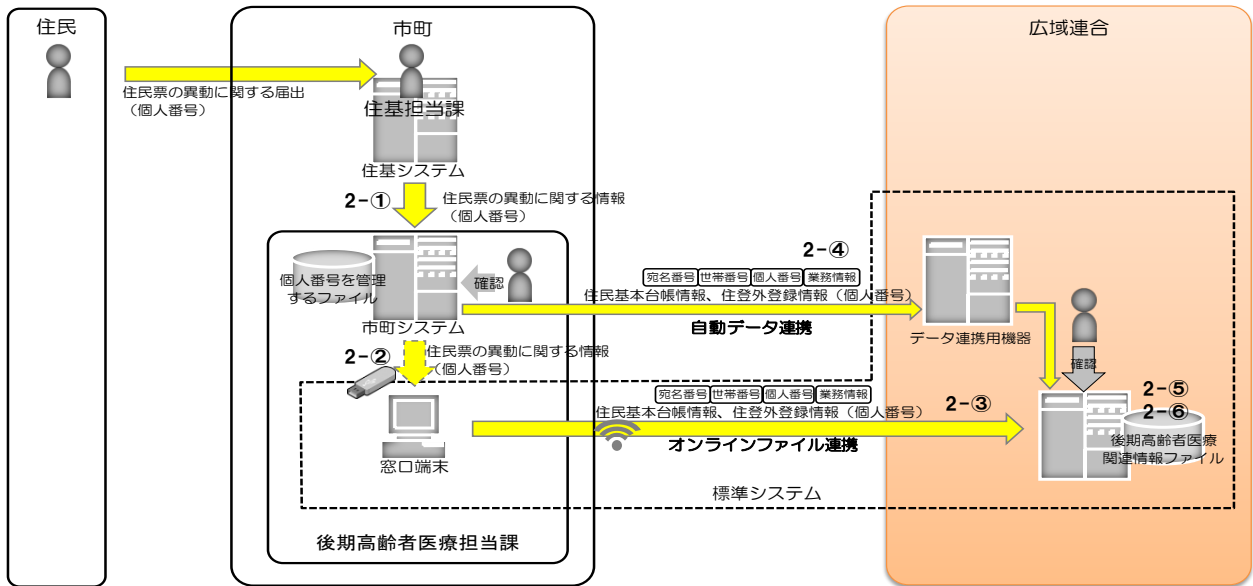 住民
市町
広域連合
住民票の異動に関する届出
（個人番号）
住基担当課
住基システム
2-①
住民票の異動に関する情報
（個人番号）
個人番号を管理
するファイル
確認
市町システム
2-④
宛名番号 世帯番号 個人番号 業務情報
住民基本台帳情報、住登外登録情報（個人番号）
自動データ連携
データ連携用機器
2-②
住民票の異動に関する情報
（個人番号）
確認
宛名番号 世帯番号 個人番号 業務情報
住民基本台帳情報、住登外登録情報（個人番号）
オンラインファイル連携
2-③
2-⑤
2-⑥
後期高齢者医療
関連情報ファイル
窓口端末
標準システム
後期高齢者医療担当課